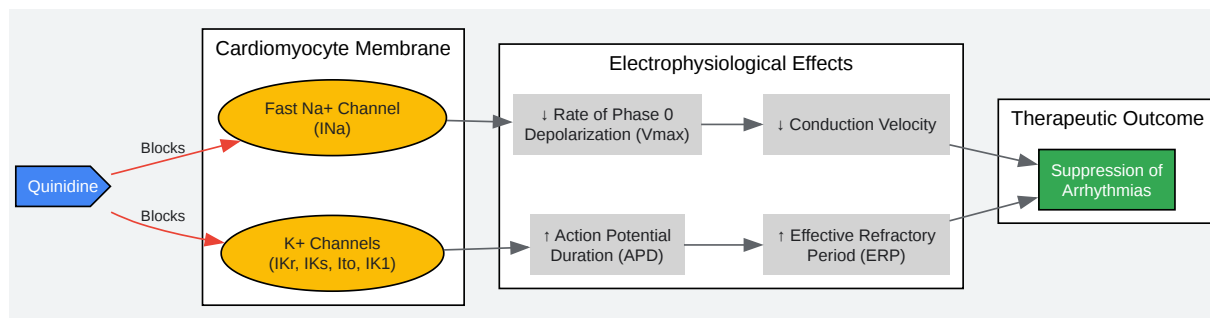 Cardiomyocyte Membrane
Electrophysiological Effects
Therapeutic Outcome
Quinidine
Blocks
Blocks
Fast Na+ Channel
(INa)
K+ Channels
(IKr, IKs, Ito, IK1)
↓ Rate of Phase 0
Depolarization (Vmax)
↓ Conduction Velocity
↑ Action Potential
Duration (APD)
↑ Effective Refractory
Period (ERP)
Suppression of
Arrhythmias